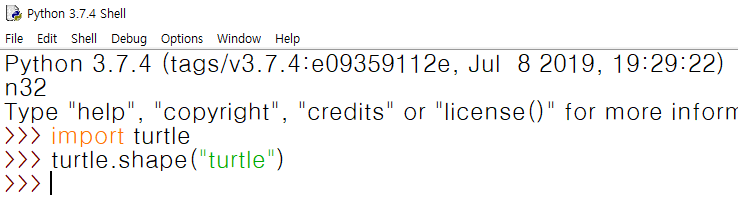 Python 3.7.4 Shell
File Edit Shell Debug Options Window Help
Python 3.7.4 (tags/v3.7.4:e09359112e, Jul  8 2019, 19:29:22)
n32
Type "help", "copyright", "credits" or "license()" for more inform
>>> import turtle
>>> turtle.shape("turtle")
>>>